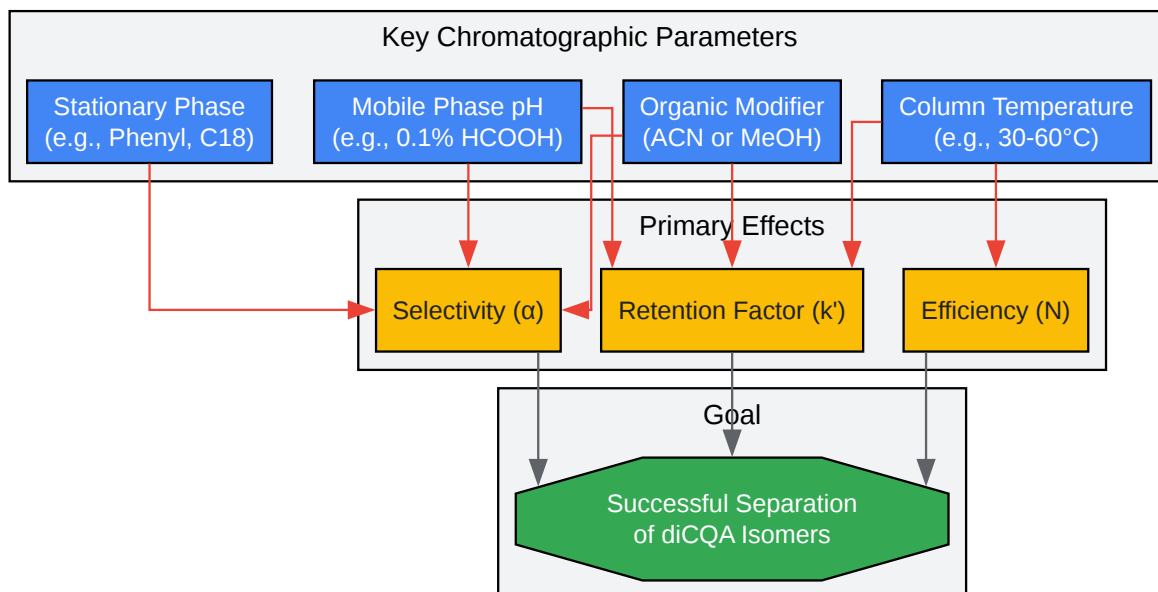 Key Chromatographic Parameters
Stationary Phase
(e.g., Phenyl, C18)
Mobile Phase pH
(e.g., 0.1% HCOOH)
Organic Modifier
(ACN or MeOH)
Column Temperature
(e.g., 30-60°C)
Primary Effects
Selectivity (α)
Retention Factor (k')
Efficiency (N)
Goal
Successful Separation
of diCQA Isomers